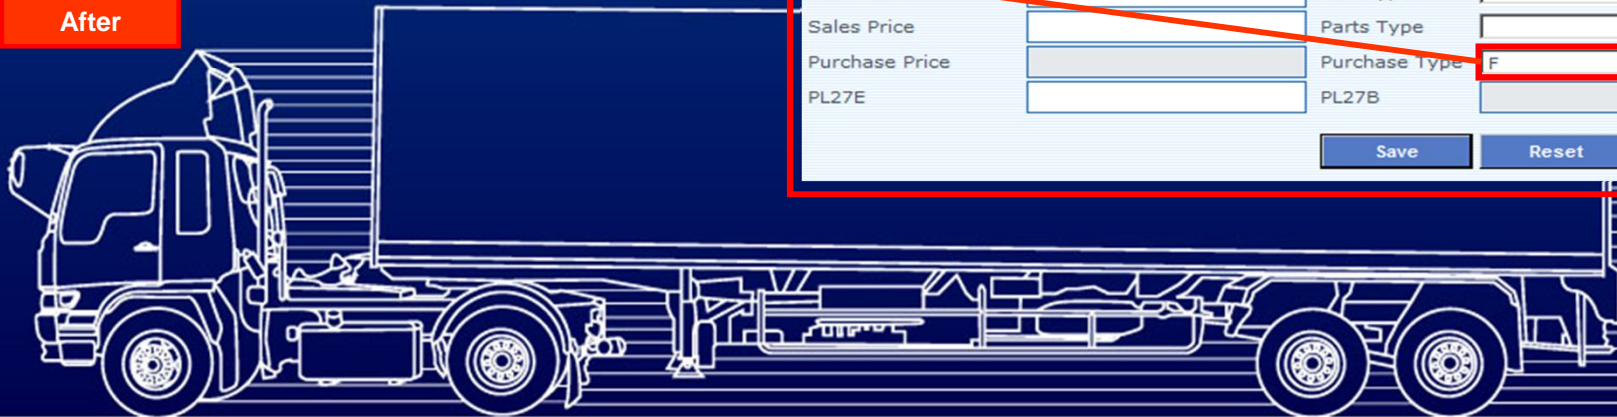 After
Sales Price Parts Type
Purchase Price Purchase Type F
PL27E PL27B
Save Reset